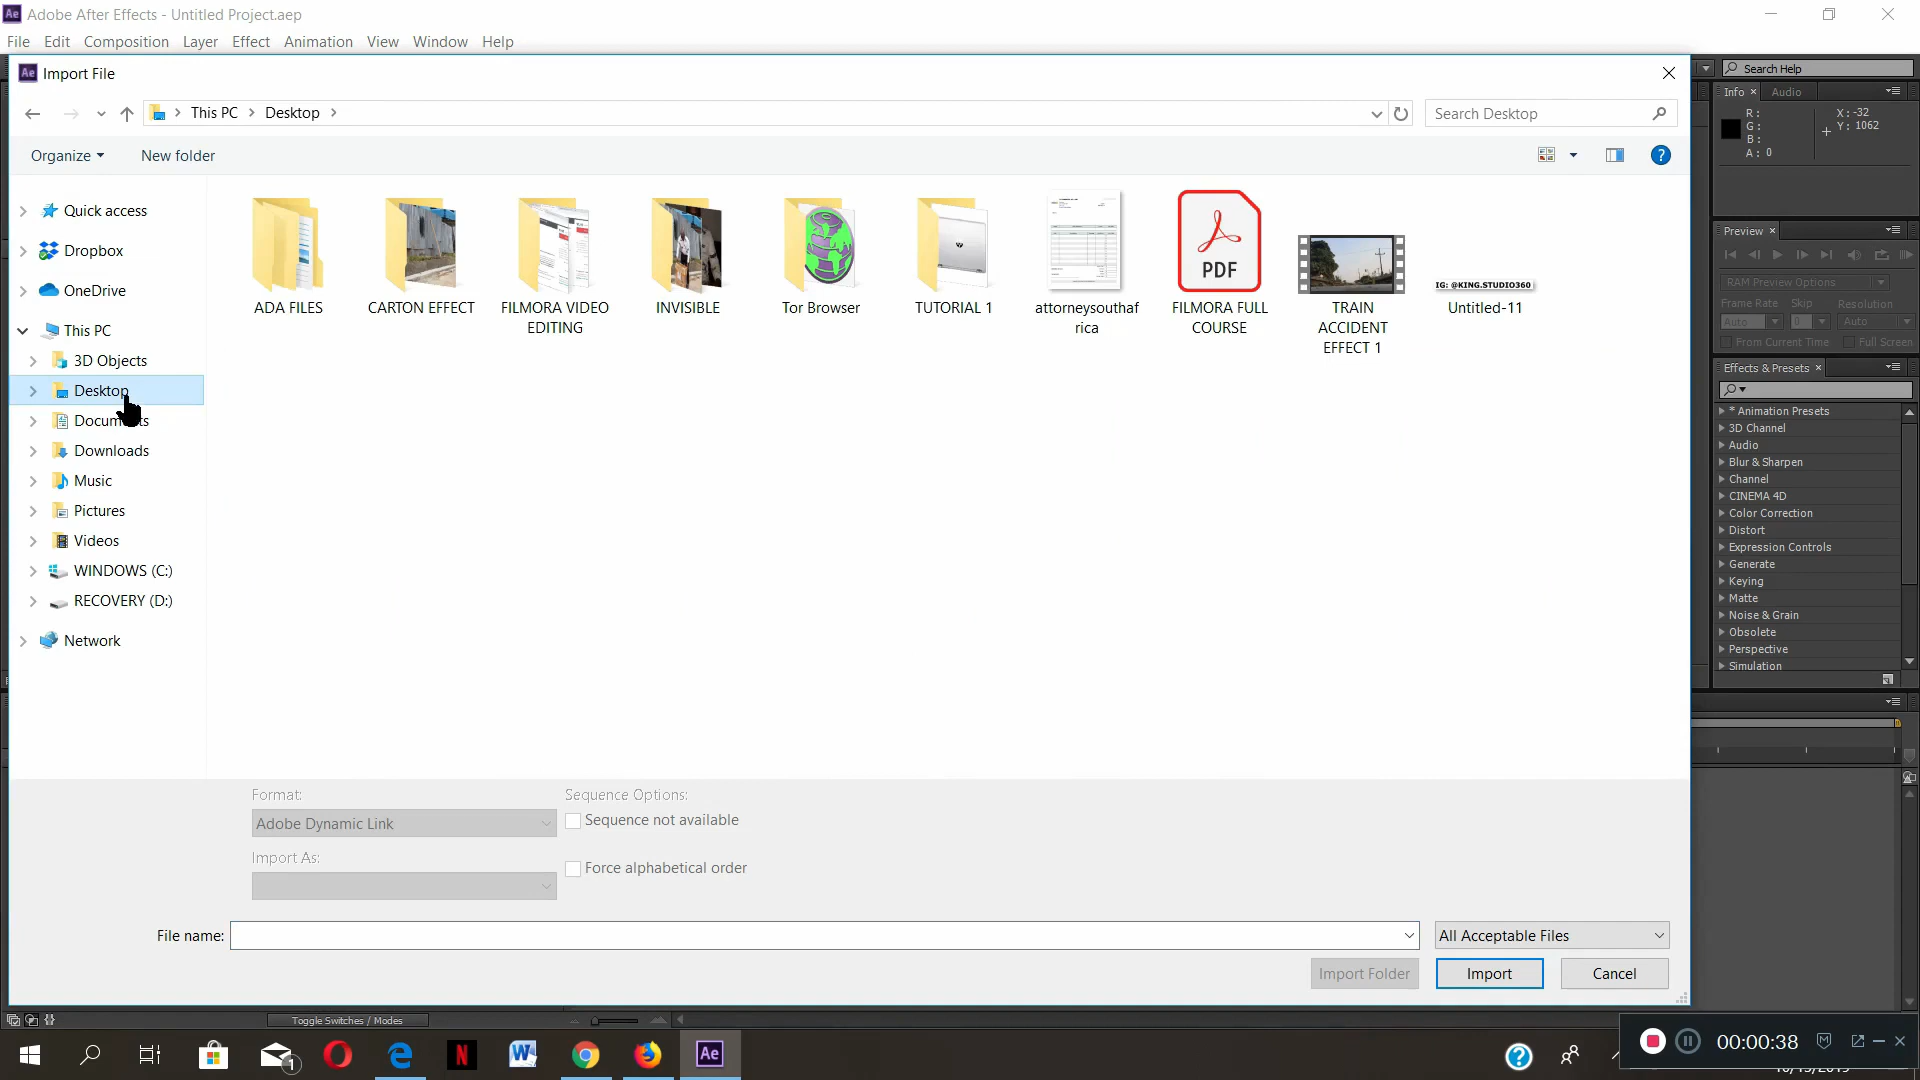 Adobe After Effects - Untitled Project.aep
File Edit Composition Layer Effect Animation View Window Help
Import File
Search Help
This PC > Desktop >
Search Desktop
Organize
New folder
Quick access
Dropbox
OneDrive
This PC
3D Objects
Desktop
Downloads
Music
Pictures
Videos
WINDOWS (C:)
RECOVERY (D:)
Network
ADA FILES
CARTON EFFECT
FILMORA VIDEO
EDITING
INVISIBLE
Tor Browser
TUTORIAL 1
attorneysouthaf
rica
PDF
FILMORA FULL
COURSE
TRAIN
ACCIDENT
EFFECT 1
IG: @KING.STUDIO360
Untitled-11
Format:
Adobe Dynamic Link
Import As:
Sequence Options:
Sequence not available
Force alphabetical order
File name:
All Acceptable Files
Import Folder
Import
Cancel
Info
Audio
R:
G:
B:
A: 0
X: -32
Y: 1062
Preview
RAM Preview Options
Frame Rate Skip Resolution
Auto 0 Auto
From Current Time Full Screen
Effects & Presets
* Animation Presets
3D Channel
Audio
Blur & Sharpen
Channel
CINEMA 4D
Color Correction
Distort
Expression Controls
Generate
Keying
Matte
Noise & Grain
Obsolete
Perspective
Simulation
Toggle Switches / Modes
1
Ae
00:00:38